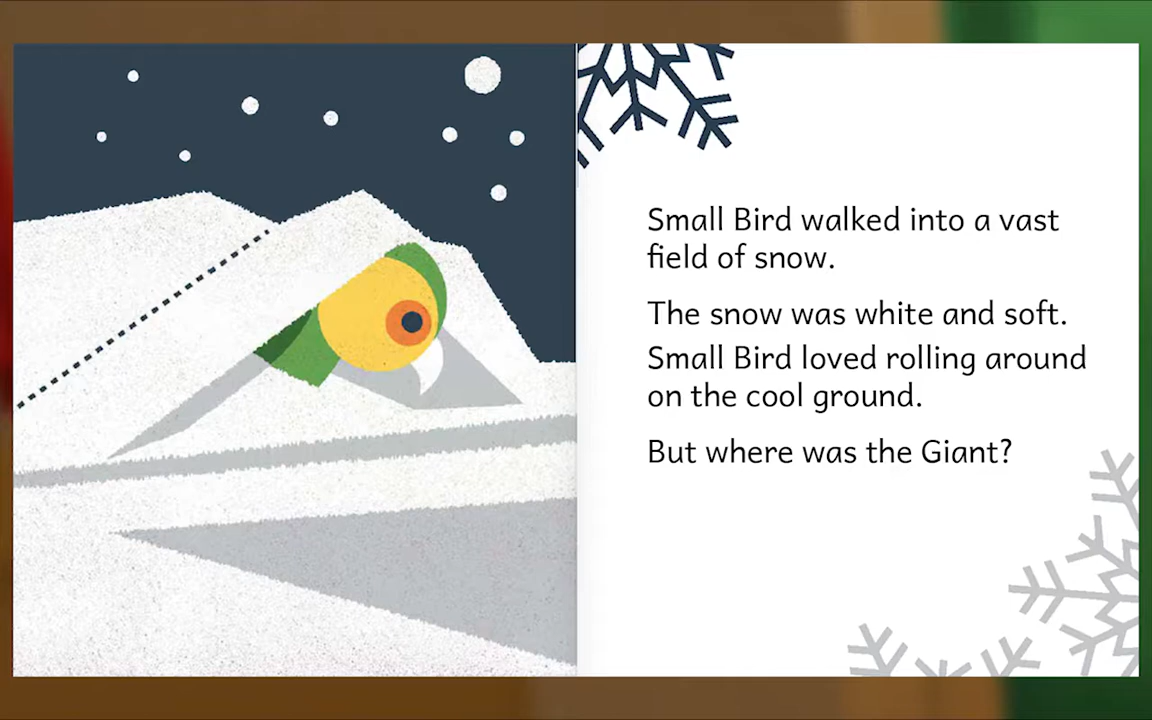 Small Bird walked into a vast
field of snow.
The snow was white and soft.
Small Bird loved rolling around
on the cool ground.
But where was the Giant?